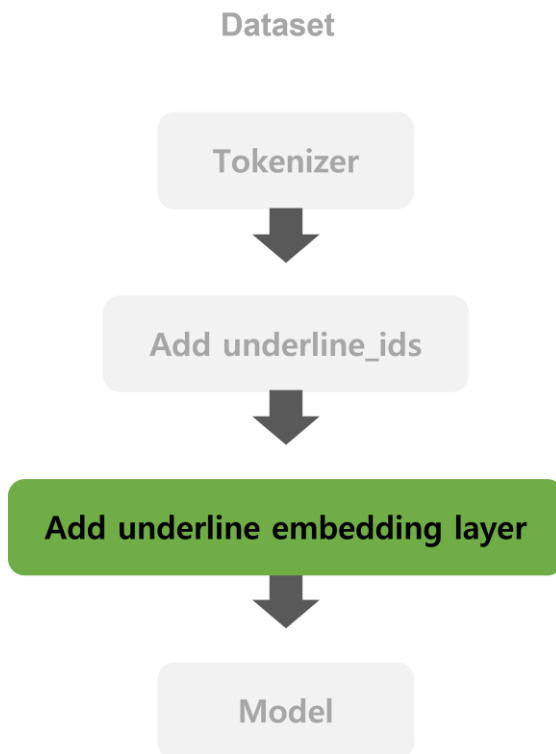 Dataset
Tokenizer
Add underline_ids
Add underline embedding layer
Model